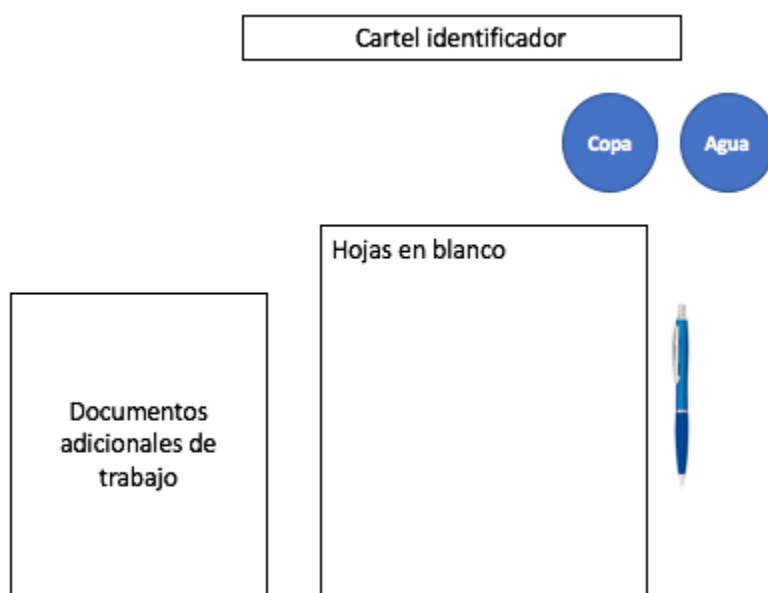 Cartel identificador
Copa
Agua
Hojas en blanco
Documentos
adicionales de
trabajo